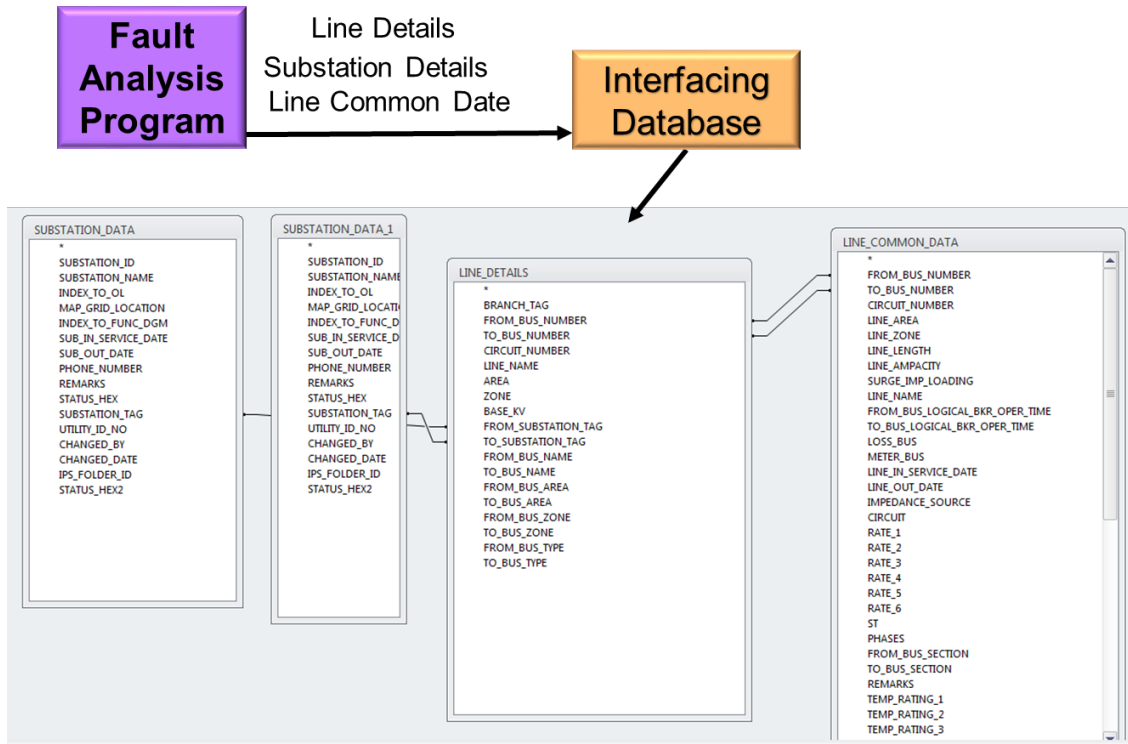 Fault
Analysis
Program
Line Details
Substation Details
Line Common Date
Interfacing
Database
SUBSTATION_DATA
*
SUBSTATION_ID
SUBSTATION_NAME
INDEX_TO_OL
MAP_GRID_LOCATION
INDEX_TO_FUNC_DGM
SUB_IN_SERVICE_DATE
SUB_OUT_DATE
PHONE_NUMBER
REMARKS
STATUS_HEX
SUBSTATION_TAG
UTILITY_ID_NO
CHANGED_BY
CHANGED_DATE
IPS_FOLDER_ID
STATUS_HEX2
SUBSTATION_DATA_1
*
SUBSTATION_ID
SUBSTATION_NAME
INDEX_TO_OL
MAP_GRID_LOCATI
INDEX_TO_FUNC_D
SUB_IN_SERVICE_D
SUB_OUT_DATE
PHONE_NUMBER
REMARKS
STATUS_HEX
SUBSTATION_TAG
UTILITY_ID_NO
CHANGED_BY
CHANGED_DATE
IPS_FOLDER_ID
STATUS_HEX2
LINE_DETAILS
*
BRANCH_TAG
FROM_BUS_NUMBER
TO_BUS_NUMBER
CIRCUIT_NUMBER
LINE_NAME
AREA
ZONE
BASE_KV
FROM_SUBSTATION_TAG
TO_SUBSTATION_TAG
FROM_BUS_NAME
TO_BUS_NAME
FROM_BUS_AREA
TO_BUS_AREA
FROM_BUS_ZONE
TO_BUS_ZONE
FROM_BUS_TYPE
TO_BUS_TYPE
LINE_COMMON_DATA
*
FROM_BUS_NUMBER
TO_BUS_NUMBER
CIRCUIT_NUMBER
LINE_AREA
LINE_ZONE
LINE_LENGTH
LINE_AMPACITY
SURGE_IMP_LOADING
LINE_NAME
FROM_BUS_LOGICAL_BKR_OPER_TIME
TO_BUS_LOGICAL_BKR_OPER_TIME
LOSS_BUS
METER_BUS
LINE_IN_SERVICE_DATE
LINE_OUT_DATE
IMPEDANCE_SOURCE
CIRCUIT
RATE_1
RATE_2
RATE_3
RATE_4
RATE_5
RATE_6
ST
PHASES
FROM_BUS_SECTION
TO_BUS_SECTION
REMARKS
TEMP_RATING_1
TEMP_RATING_2
TEMP_RATING_3